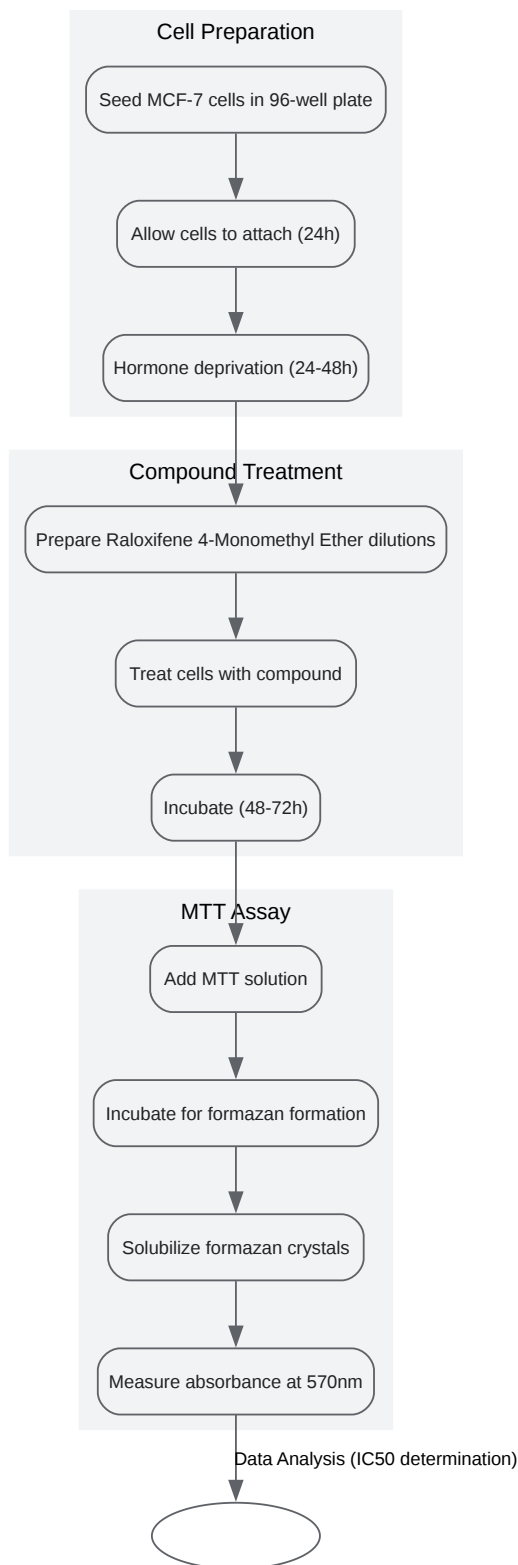 Cell Preparation
Seed MCF-7 cells in 96-well plate
Allow cells to attach (24h)
Hormone deprivation (24-48h)
Compound Treatment
Prepare Raloxifene 4-Monomethyl Ether dilutions
Treat cells with compound
Incubate (48-72h)
MTT Assay
Add MTT solution
Incubate for formazan formation
Solubilize formazan crystals
Measure absorbance at 570nm
Data Analysis (IC50 determination)